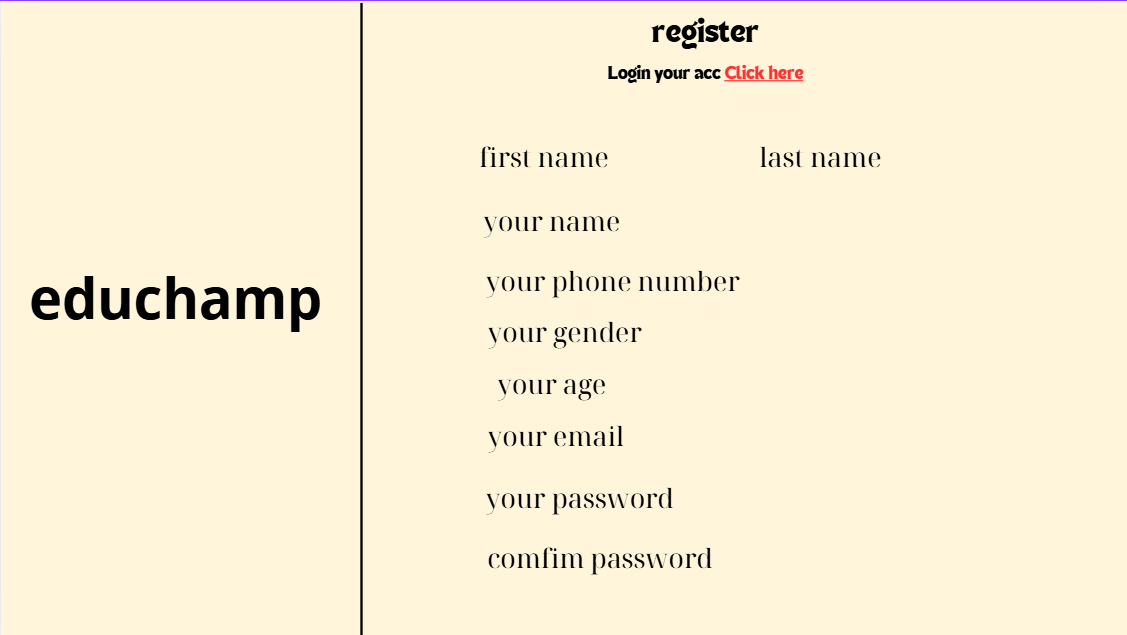 register
Login your acc Click here
first name last name
your name
your phone number
educhamp
your gender
your age
your email
your password
comfim password